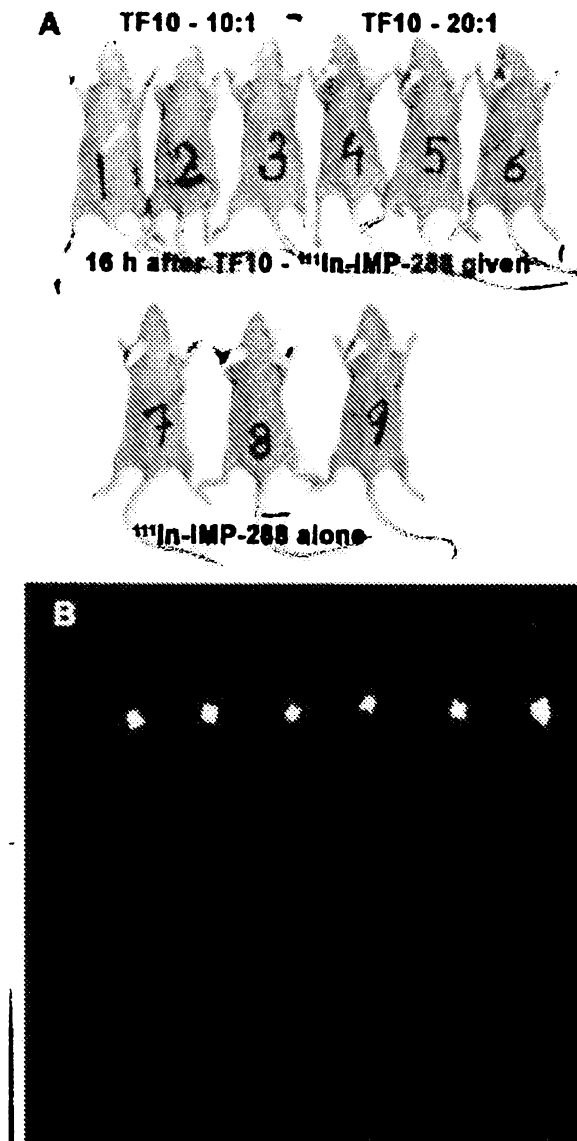 A TF10 - 10:1 TF10 - 20:1
1 2 3 4 5 6
16 h after TF10 - ¹¹¹In-IMP-288 given
7 8 9
¹¹¹In-IMP-288 alone
B